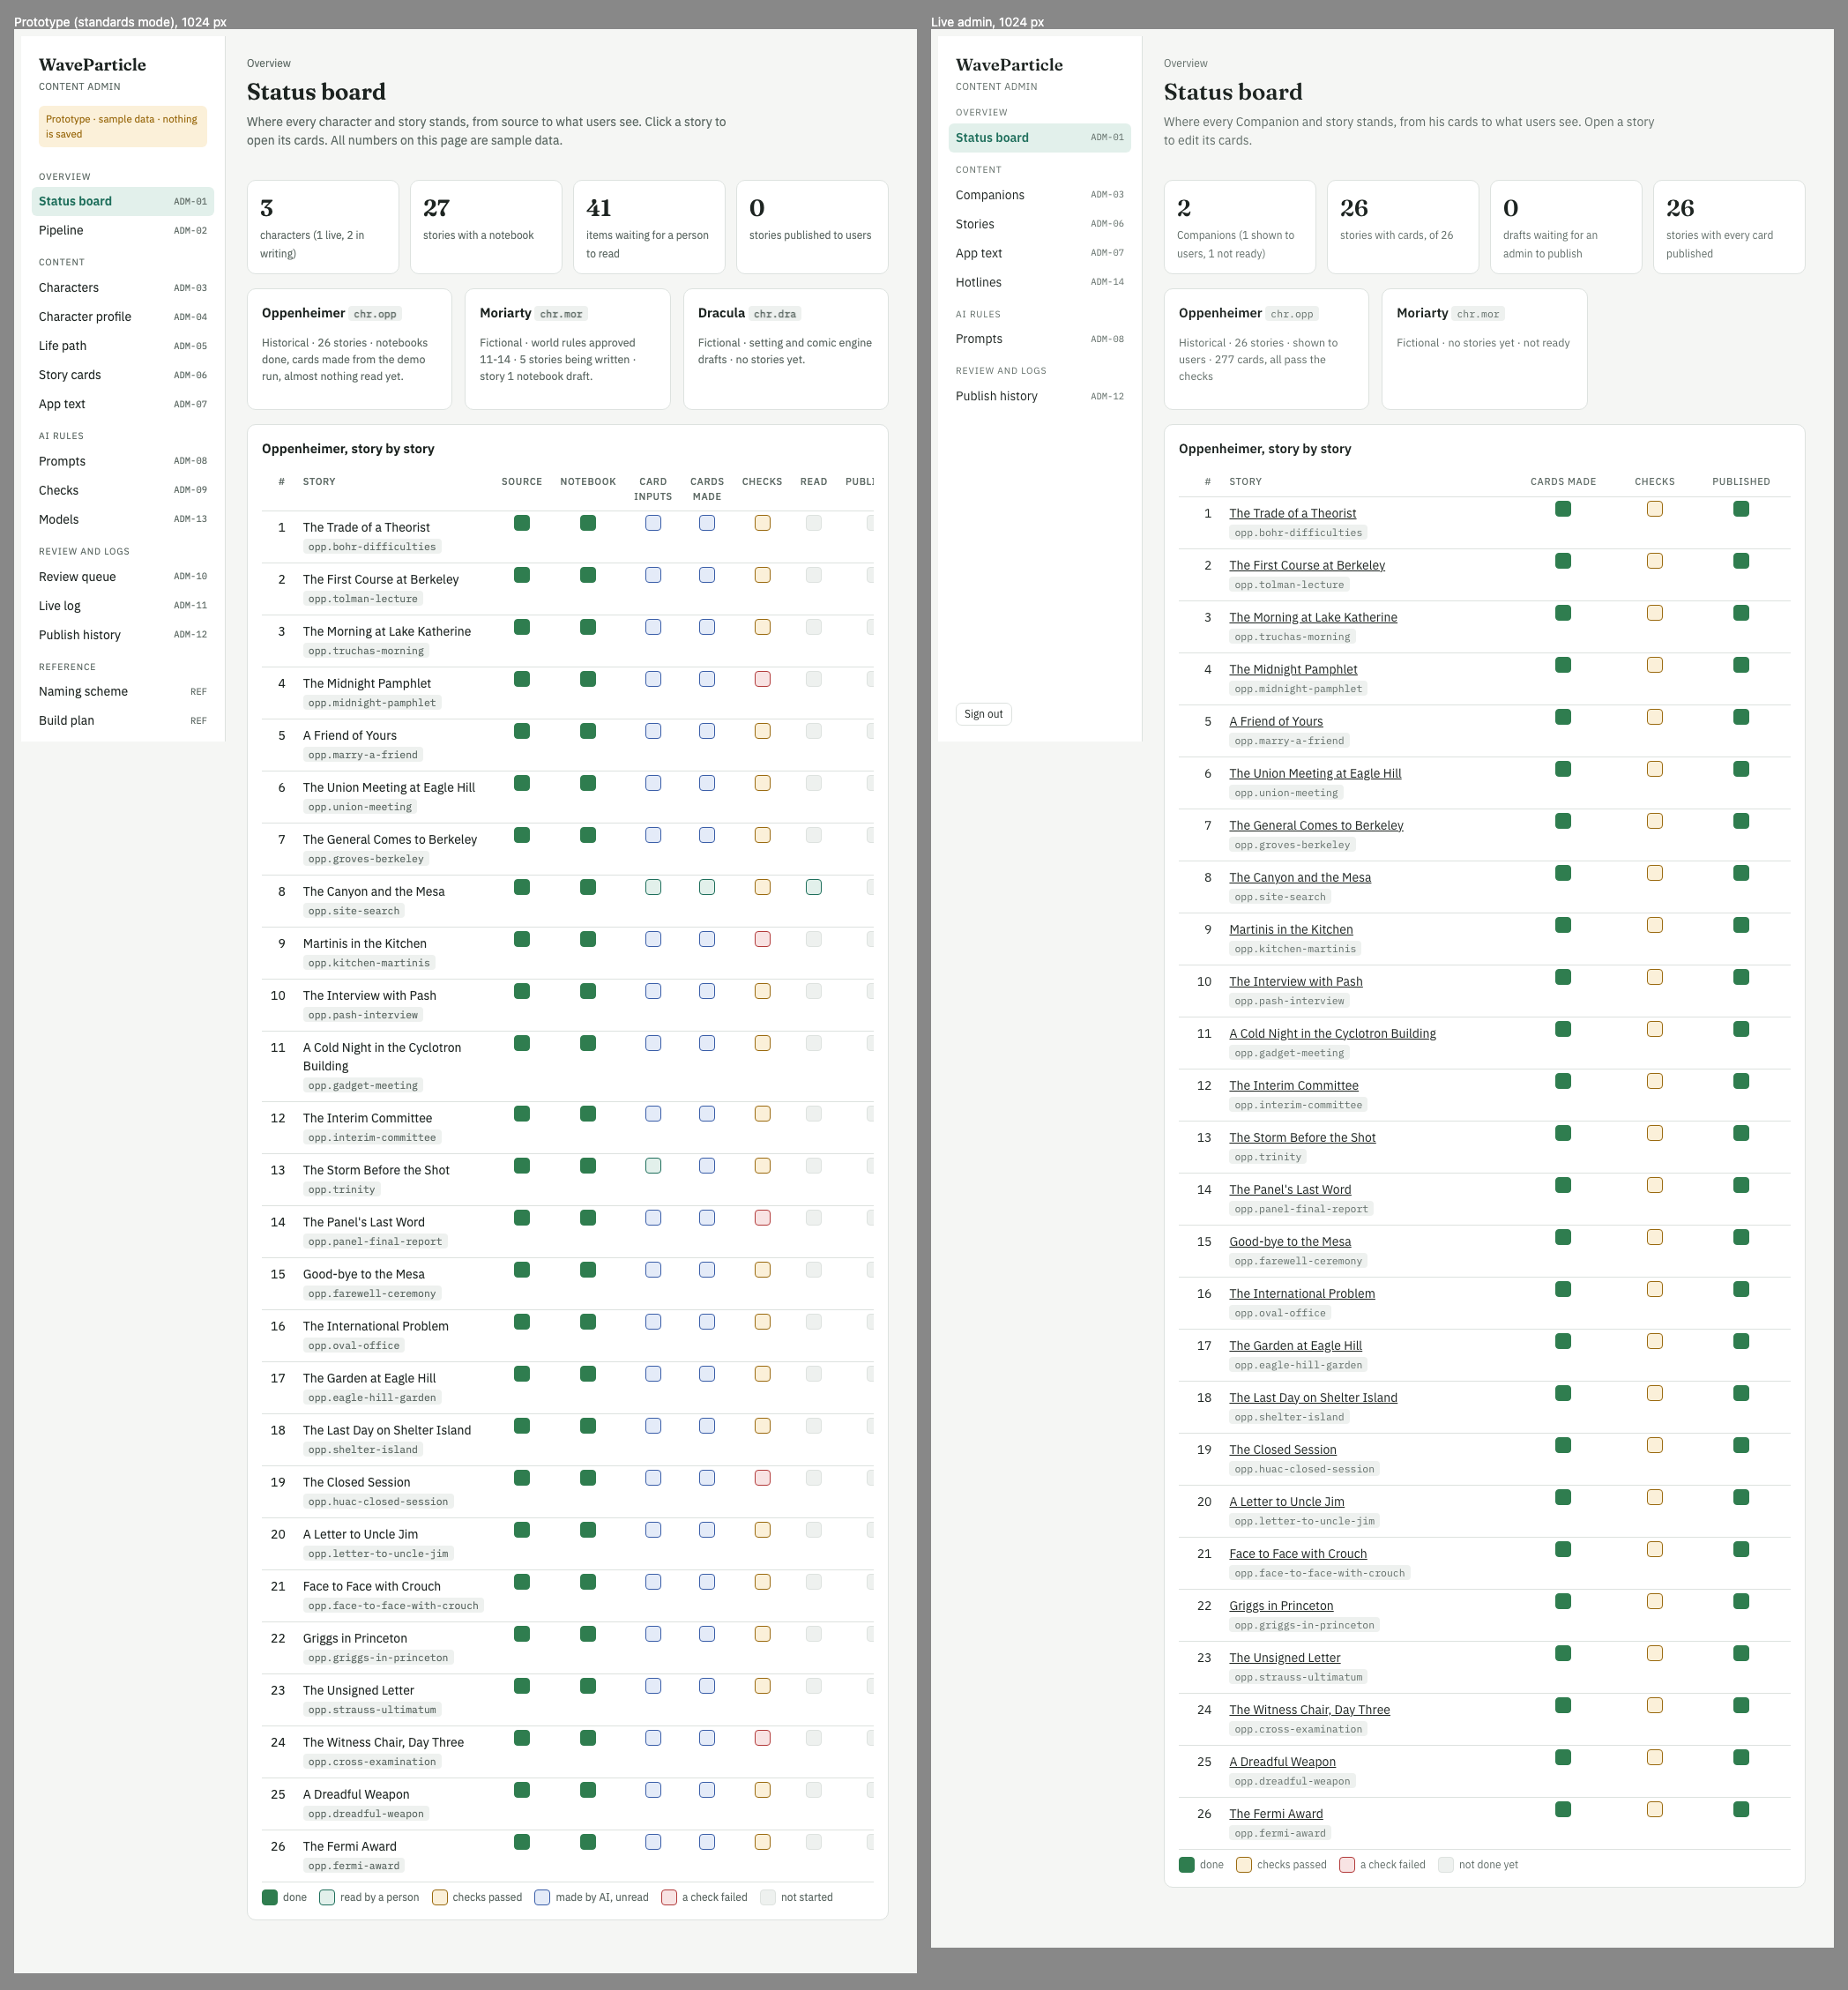 Prototype (standards mode), 1024 px
WaveParticle
CONTENT ADMIN
Prototype · sample data · nothing
is saved
OVERVIEW
Status board ADM-01
Pipeline ADM-02
CONTENT
Characters ADM-03
Character profile ADM-04
Life path ADM-05
Story cards ADM-06
App text ADM-07
AI RULES
Prompts ADM-08
Checks ADM-09
Models ADM-13
REVIEW AND LOGS
Review queue ADM-10
Live log ADM-11
Publish history ADM-12
REFERENCE
Naming scheme REF
Build plan REF
Overview
Status board
Where every character and story stands, from source to what users see. Click a story to
open its cards. All numbers on this page are sample data.
3
characters (1 live, 2 in
writing)
27
stories with a notebook
41
items waiting for a person
to read
0
stories published to users
Oppenheimer chr.opp
Historical · 26 stories · notebooks
done, cards made from the demo
run, almost nothing read yet.
Moriarty chr.mor
Fictional · world rules approved
11-14 · 5 stories being written ·
story 1 notebook draft.
Dracula chr.dra
Fictional · setting and comic engine
drafts · no stories yet.
Oppenheimer, story by story
# STORY SOURCE NOTEBOOK CARD INPUTS CARDS MADE CHECKS READ PUBLI
1 The Trade of a Theorist
opp.bohr-difficulties
2 The First Course at Berkeley
opp.tolman-lecture
3 The Morning at Lake Katherine
opp.truchas-morning
4 The Midnight Pamphlet
opp.midnight-pamphlet
5 A Friend of Yours
opp.marry-a-friend
6 The Union Meeting at Eagle Hill
opp.union-meeting
7 The General Comes to Berkeley
opp.groves-berkeley
8 The Canyon and the Mesa
opp.site-search
9 Martinis in the Kitchen
opp.kitchen-martinis
10 The Interview with Pash
opp.pash-interview
11 A Cold Night in the Cyclotron
Building
opp.gadget-meeting
12 The Interim Committee
opp.interim-committee
13 The Storm Before the Shot
opp.trinity
14 The Panel's Last Word
opp.panel-final-report
15 Good-bye to the Mesa
opp.farewell-ceremony
16 The International Problem
opp.oval-office
17 The Garden at Eagle Hill
opp.eagle-hill-garden
18 The Last Day on Shelter Island
opp.shelter-island
19 The Closed Session
opp.huac-closed-session
20 A Letter to Uncle Jim
opp.letter-to-uncle-jim
21 Face to Face with Crouch
opp.face-to-face-with-crouch
22 Griggs in Princeton
opp.griggs-in-princeton
23 The Unsigned Letter
opp.strauss-ultimatum
24 The Witness Chair, Day Three
opp.cross-examination
25 A Dreadful Weapon
opp.dreadful-weapon
26 The Fermi Award
opp.fermi-award
done read by a person checks passed made by AI, unread a check failed not started
Live admin, 1024 px
WaveParticle
CONTENT ADMIN
OVERVIEW
Status board ADM-01
CONTENT
Companions ADM-03
Stories ADM-06
App text ADM-07
Hotlines ADM-14
AI RULES
Prompts ADM-08
REVIEW AND LOGS
Publish history ADM-12
Sign out
Overview
Status board
Where every Companion and story stands, from his cards to what users see. Open a story
to edit its cards.
2
Companions (1 shown to
users, 1 not ready)
26
stories with cards, of 26
0
drafts waiting for an
admin to publish
26
stories with every card
published
Oppenheimer chr.opp
Historical · 26 stories · shown to
users · 277 cards, all pass the
checks
Moriarty chr.mor
Fictional · no stories yet · not ready
Oppenheimer, story by story
# STORY CARDS MADE CHECKS PUBLISHED
1 The Trade of a Theorist
opp.bohr-difficulties
2 The First Course at Berkeley
opp.tolman-lecture
3 The Morning at Lake Katherine
opp.truchas-morning
4 The Midnight Pamphlet
opp.midnight-pamphlet
5 A Friend of Yours
opp.marry-a-friend
6 The Union Meeting at Eagle Hill
opp.union-meeting
7 The General Comes to Berkeley
opp.groves-berkeley
8 The Canyon and the Mesa
opp.site-search
9 Martinis in the Kitchen
opp.kitchen-martinis
10 The Interview with Pash
opp.pash-interview
11 A Cold Night in the Cyclotron Building
opp.gadget-meeting
12 The Interim Committee
opp.interim-committee
13 The Storm Before the Shot
opp.trinity
14 The Panel's Last Word
opp.panel-final-report
15 Good-bye to the Mesa
opp.farewell-ceremony
16 The International Problem
opp.oval-office
17 The Garden at Eagle Hill
opp.eagle-hill-garden
18 The Last Day on Shelter Island
opp.shelter-island
19 The Closed Session
opp.huac-closed-session
20 A Letter to Uncle Jim
opp.letter-to-uncle-jim
21 Face to Face with Crouch
opp.face-to-face-with-crouch
22 Griggs in Princeton
opp.griggs-in-princeton
23 The Unsigned Letter
opp.strauss-ultimatum
24 The Witness Chair, Day Three
opp.cross-examination
25 A Dreadful Weapon
opp.dreadful-weapon
26 The Fermi Award
opp.fermi-award
done checks passed a check failed not done yet